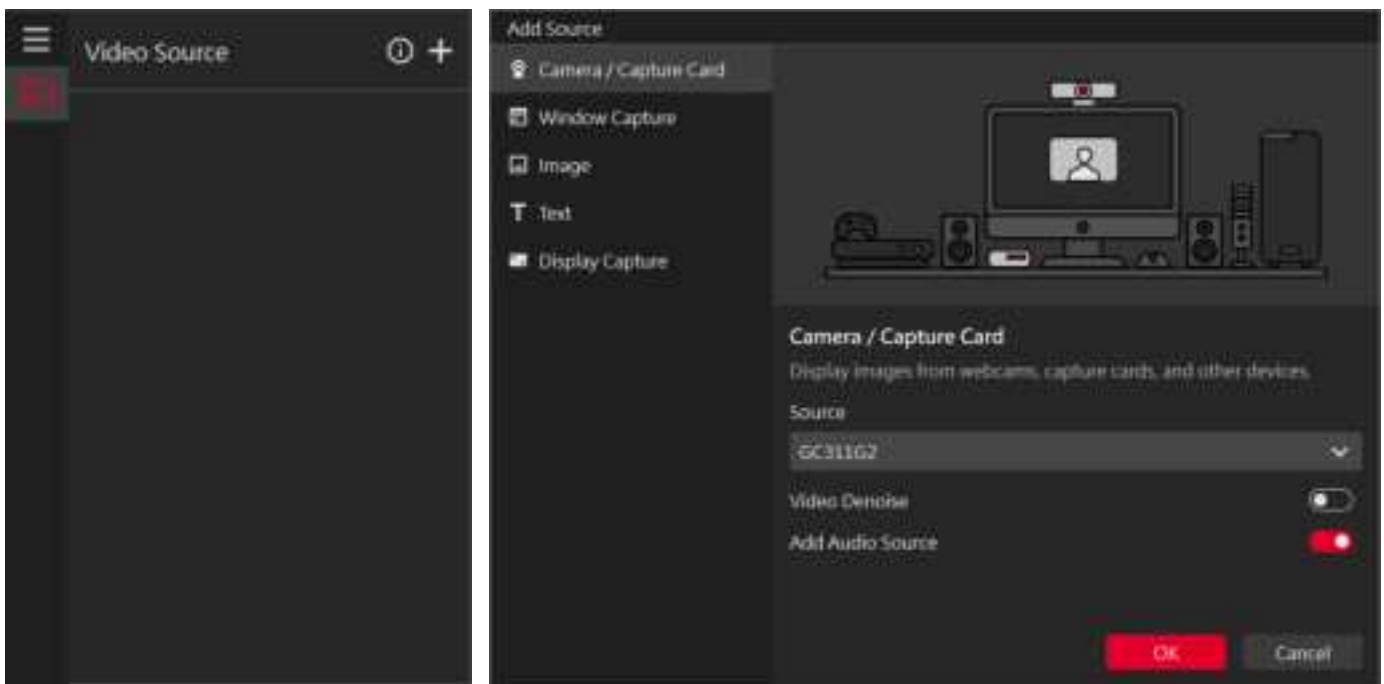 Video Source
Add Source
Camera / Capture Card
Window Capture
Image
Text
Display Capture
Camera / Capture Card
Display images from webcams, capture cards, and other devices.
Source
GC311G2
Video Denoise
Add Audio Source
OK
Cancel